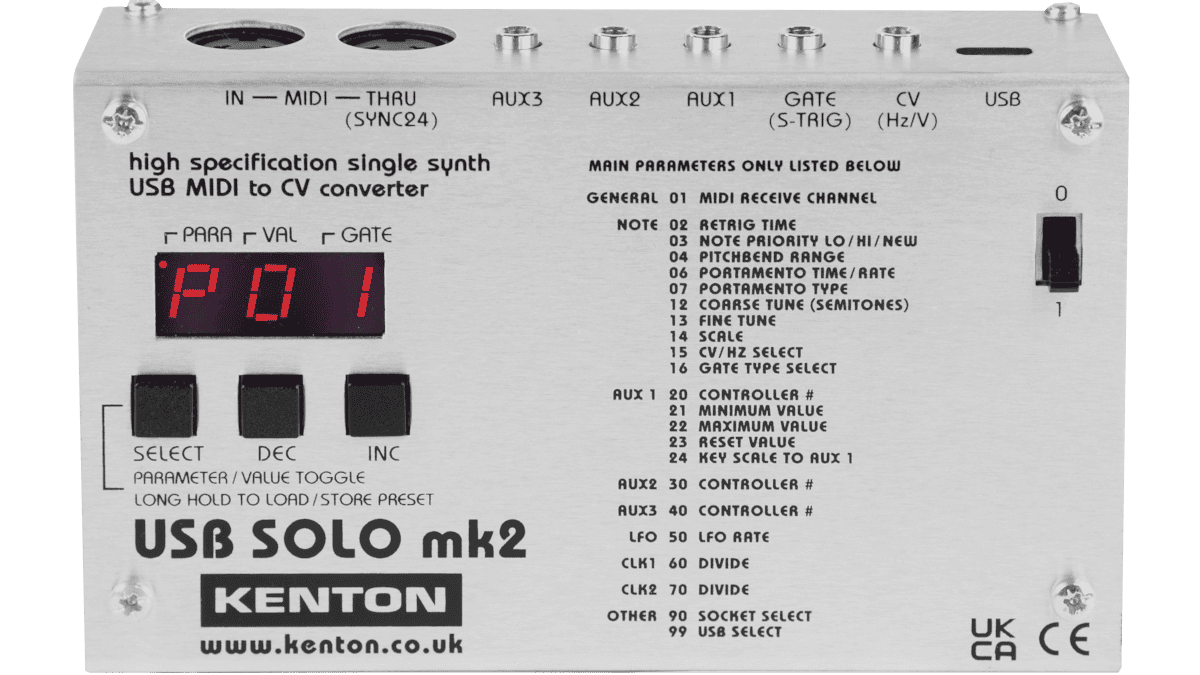 IN — MIDI — THRU
(SYNC24)
AUX3
AUX2
AUX1
GATE
(S-TRIG)
CV
(Hz/V)
USB
high specification single synth
USB MIDI to CV converter
PARA VAL GATE
P01
SELECT DEC INC
PARAMETER / VALUE TOGGLE
LONG HOLD TO LOAD / STORE PRESET
USB SOLO mk2
KENTON
www.kenton.co.uk
MAIN PARAMETERS ONLY LISTED BELOW
GENERAL 01 MIDI RECEIVE CHANNEL
NOTE 02 RETRIG TIME
03 NOTE PRIORITY LO/HI/NEW
04 PITCHBEND RANGE
06 PORTAMENTO TIME/RATE
07 PORTAMENTO TYPE
12 COARSE TUNE (SEMITONES)
13 FINE TUNE
14 SCALE
15 CV/HZ SELECT
16 GATE TYPE SELECT
AUX 1 20 CONTROLLER #
21 MINIMUM VALUE
22 MAXIMUM VALUE
23 RESET VALUE
24 KEY SCALE TO AUX 1
AUX2 30 CONTROLLER #
AUX3 40 CONTROLLER #
LFO 50 LFO RATE
CLK1 60 DIVIDE
CLK2 70 DIVIDE
OTHER 90 SOCKET SELECT
99 USB SELECT
0
1
UK
CA
CE